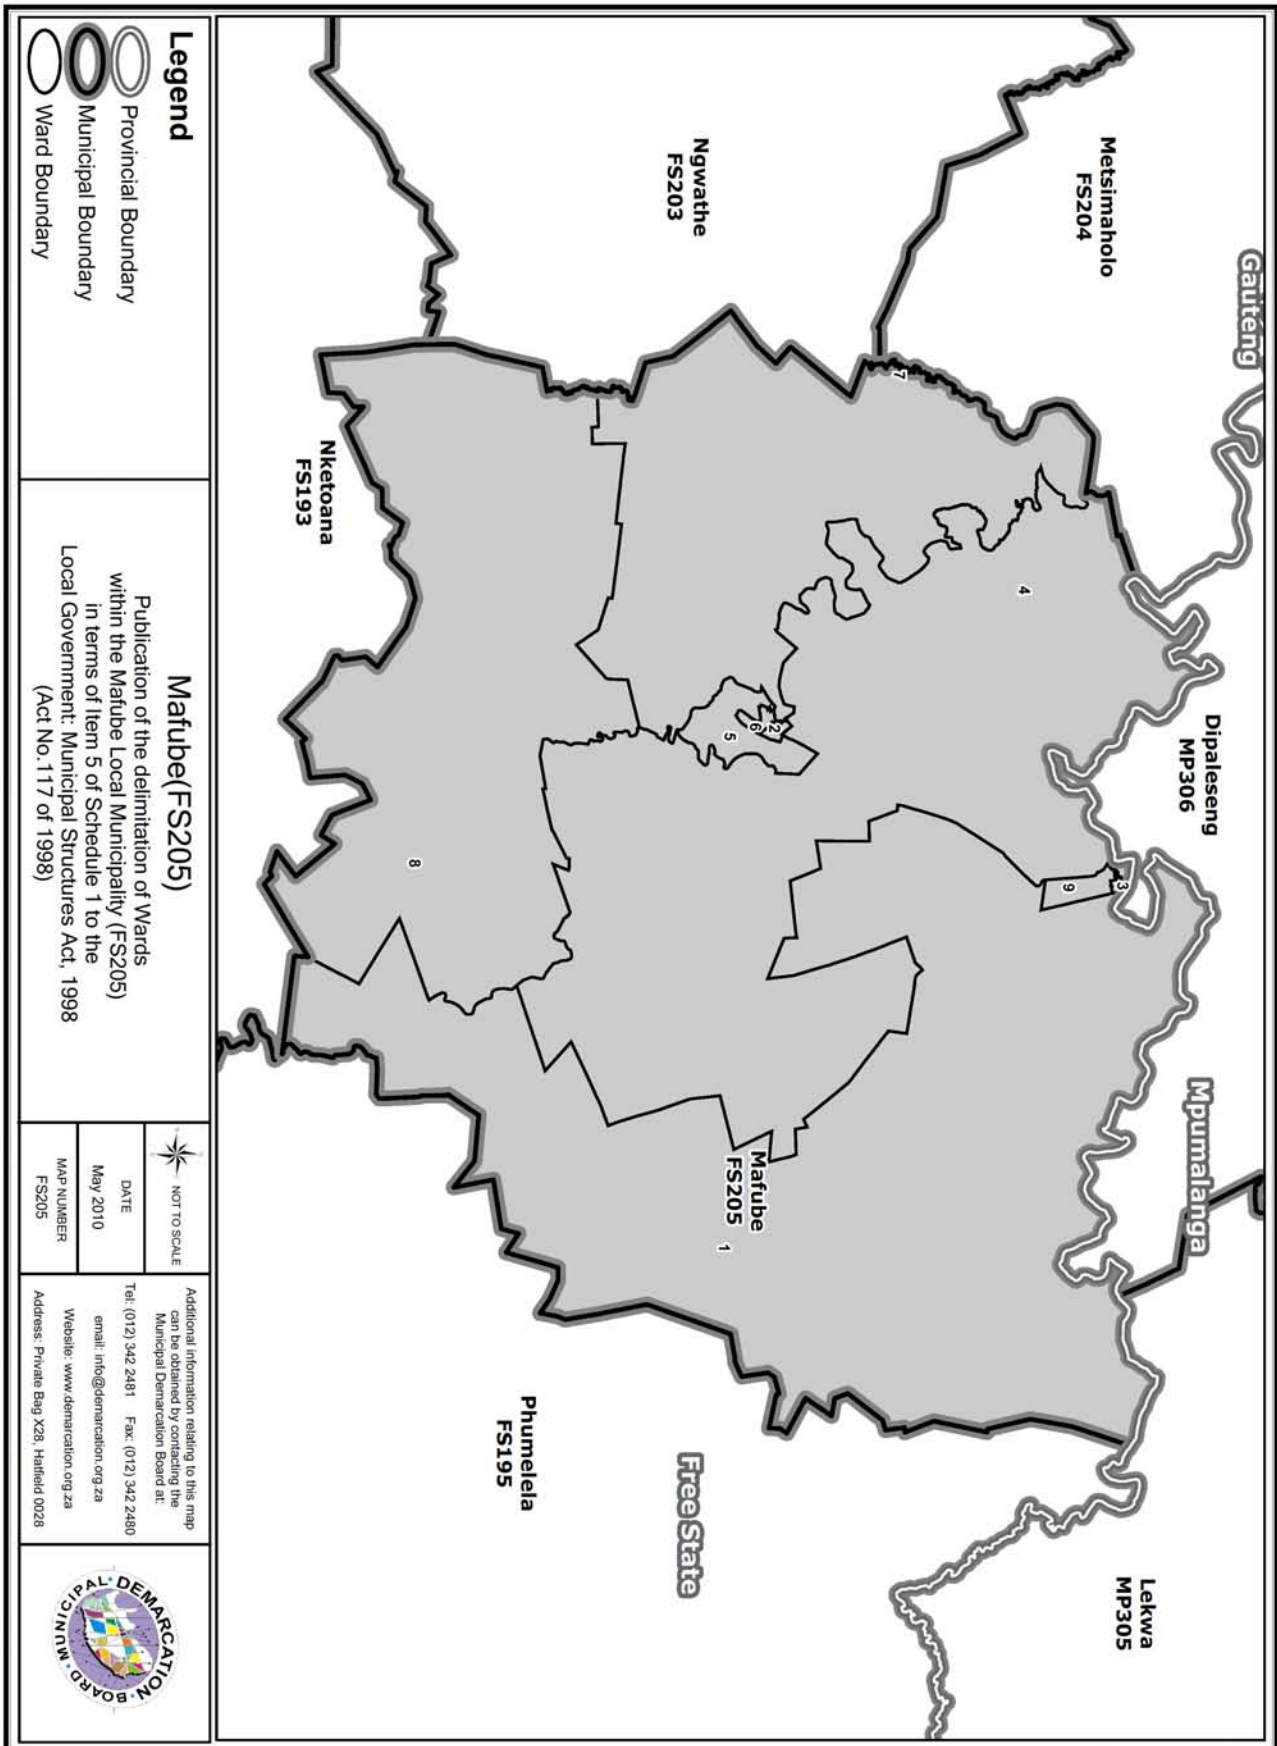 Gauteng
Metsimaholo
FS204
Dipaleseng
MP306
Mpumalanga
Lekwa
MP305
Ngwathe
FS203
7
4
3
9
2
6
5
Mafube
FS205
1
8
Free State
Nketoana
FS193
Phumelela
FS195
Legend
Provincial Boundary
Municipal Boundary
Ward Boundary
Mafube(FS205)
Publication of the delimitation of Wards
within the Mafube Local Municipality (FS205)
in terms of Item 5 of Schedule 1 to the
Local Government: Municipal Structures Act, 1998
(Act No.117 of 1998)
NOT TO SCALE
DATE
May 2010
MAP NUMBER
FS205
Additional information relating to this map
can be obtained by contacting the
Municipal Demarcation Board at:
Tel: (012) 342 2481 Fax: (012) 342 2480
email: info@demarcation.org.za
Website: www.demarcation.org.za
Address: Private Bag X28, Hatfield 0028
MUNICIPAL DEMARCATION BOARD